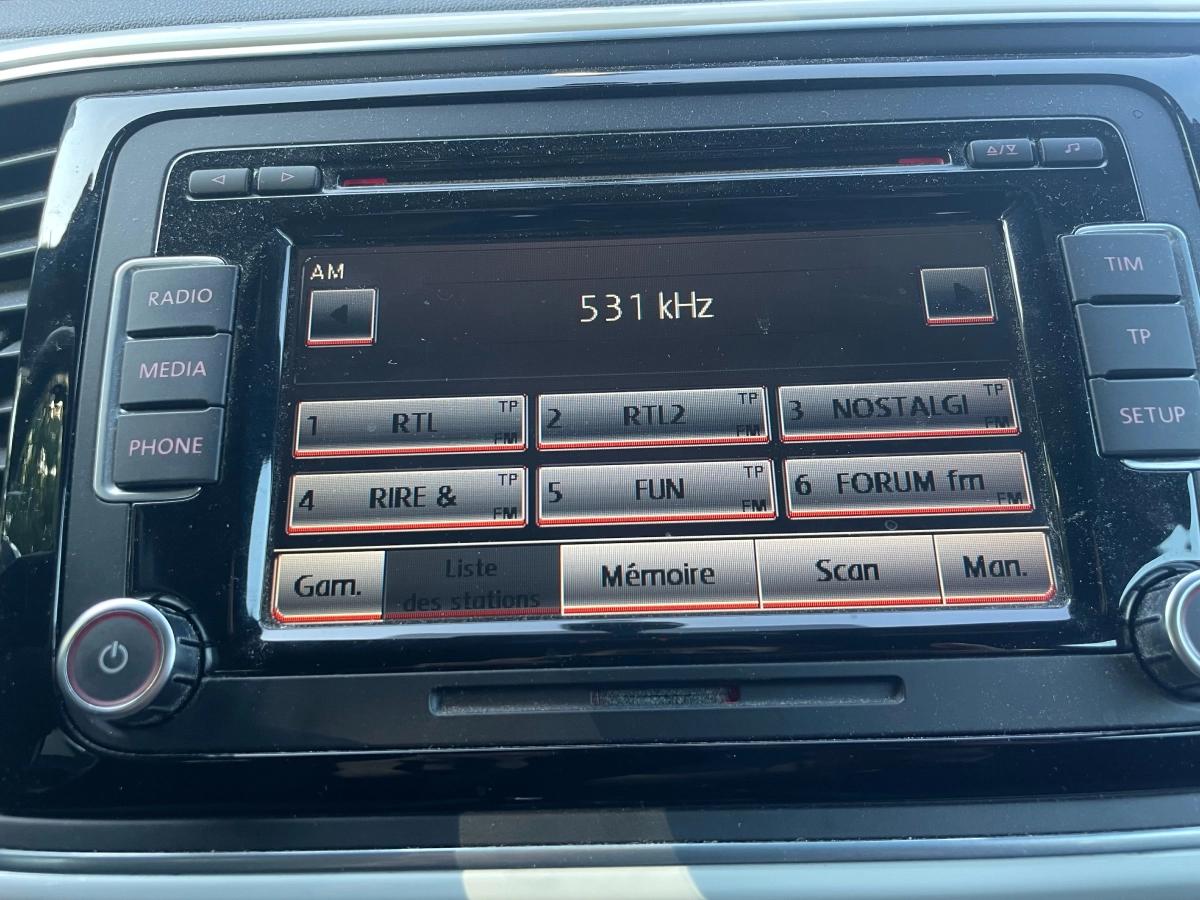 RADIO
MEDIA
PHONE
AM
531 kHz
1 RTL TP FM
2 RTL2 TP FM
3 NOSTALGI TP FM
4 RIRE & TP FM
5 FUN TP FM
6 FORUM fm FM
Gam.
Liste
des stations
Mémoire
Scan
Man.
TIM
TP
SETUP